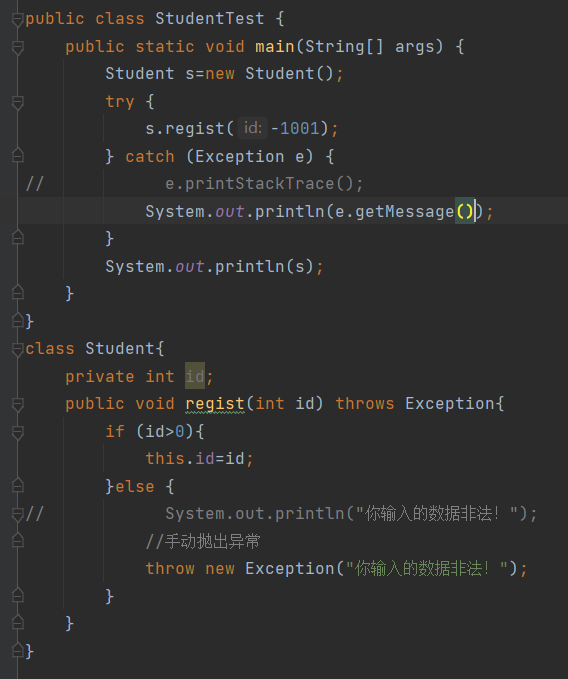 public class StudentTest {
    public static void main(String[] args) {
        Student s=new Student();
        try {
            s.regist( id: -1001);
        } catch (Exception e) {
//            e.printStackTrace();
            System.out.println(e.getMessage());
        }
        System.out.println(s);
    }
}
class Student{
    private int id;
    public void regist(int id) throws Exception{
        if (id>0){
            this.id=id;
        }else {
//            System.out.println("你输入的数据非法！");
            //手动抛出异常
            throw new Exception("你输入的数据非法！");
        }
    }
}